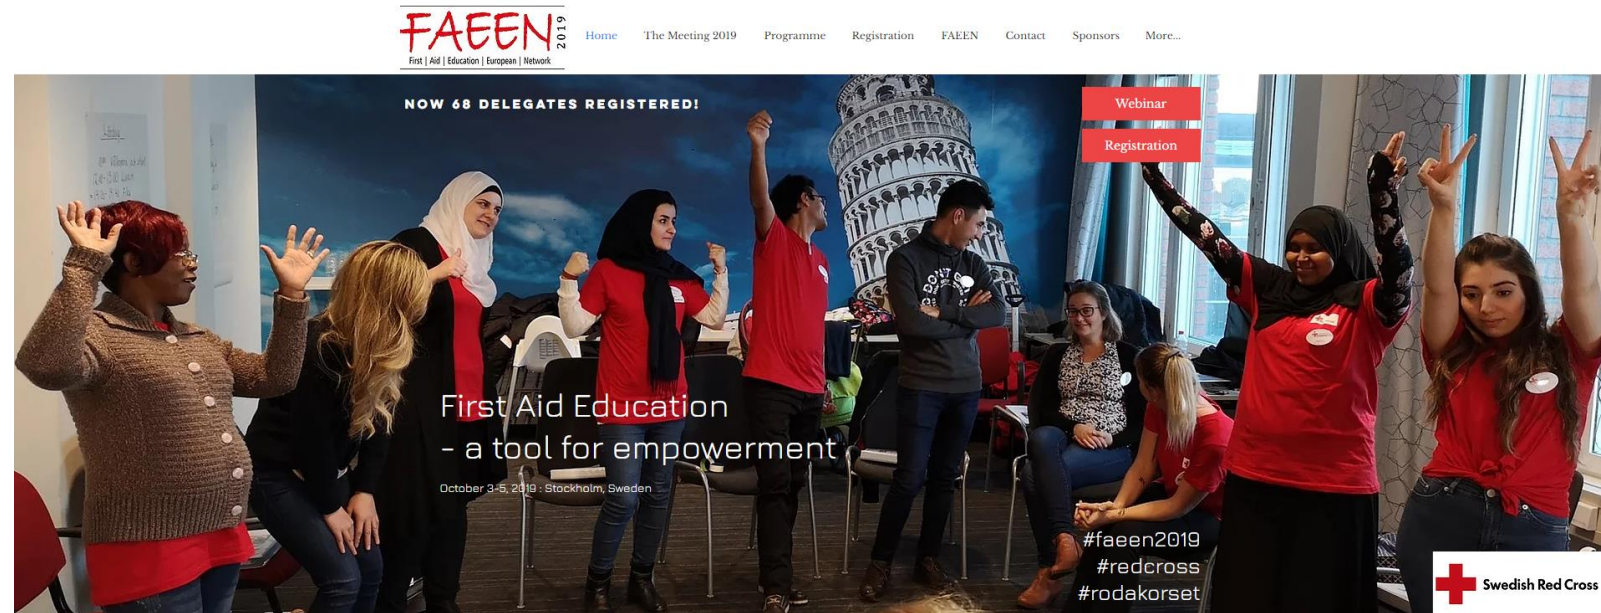 FAEEN 2019
First | Aid | Education | European | Network
Home The Meeting 2019 Programme Registration FAEEN Contact Sponsors More...
NOW 68 DELEGATES REGISTERED!
Webinar
Registration
First Aid Education
- a tool for empowerment
October 3-5, 2019 : Stockholm, Sweden
#faeen2019
#redcross
#rodakorset
Swedish Red Cross